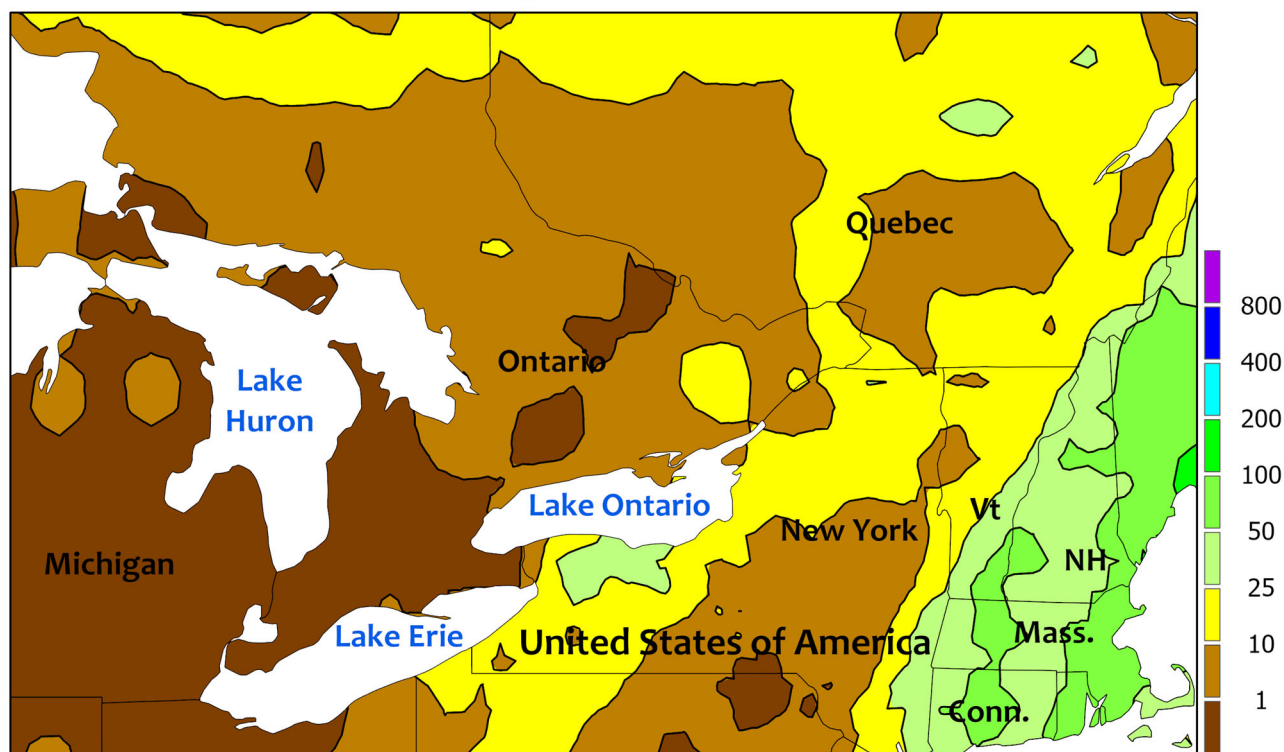 Quebec
800
Ontario
400
Lake
Huron
200
100
Lake Ontario
Vt
New York
50
Michigan
NH
25
Lake Erie
United States of America
Mass.
10
Conn.
1